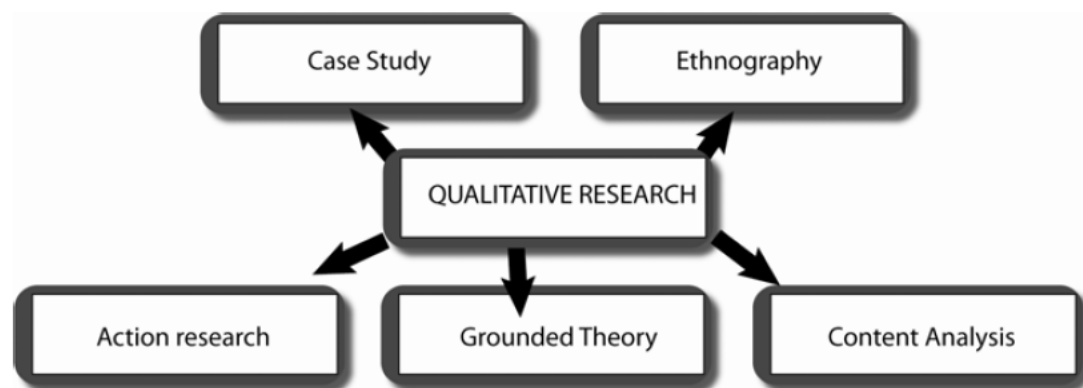 Case Study
Ethnography
QUALITATIVE RESEARCH
Action research
Grounded Theory
Content Analysis